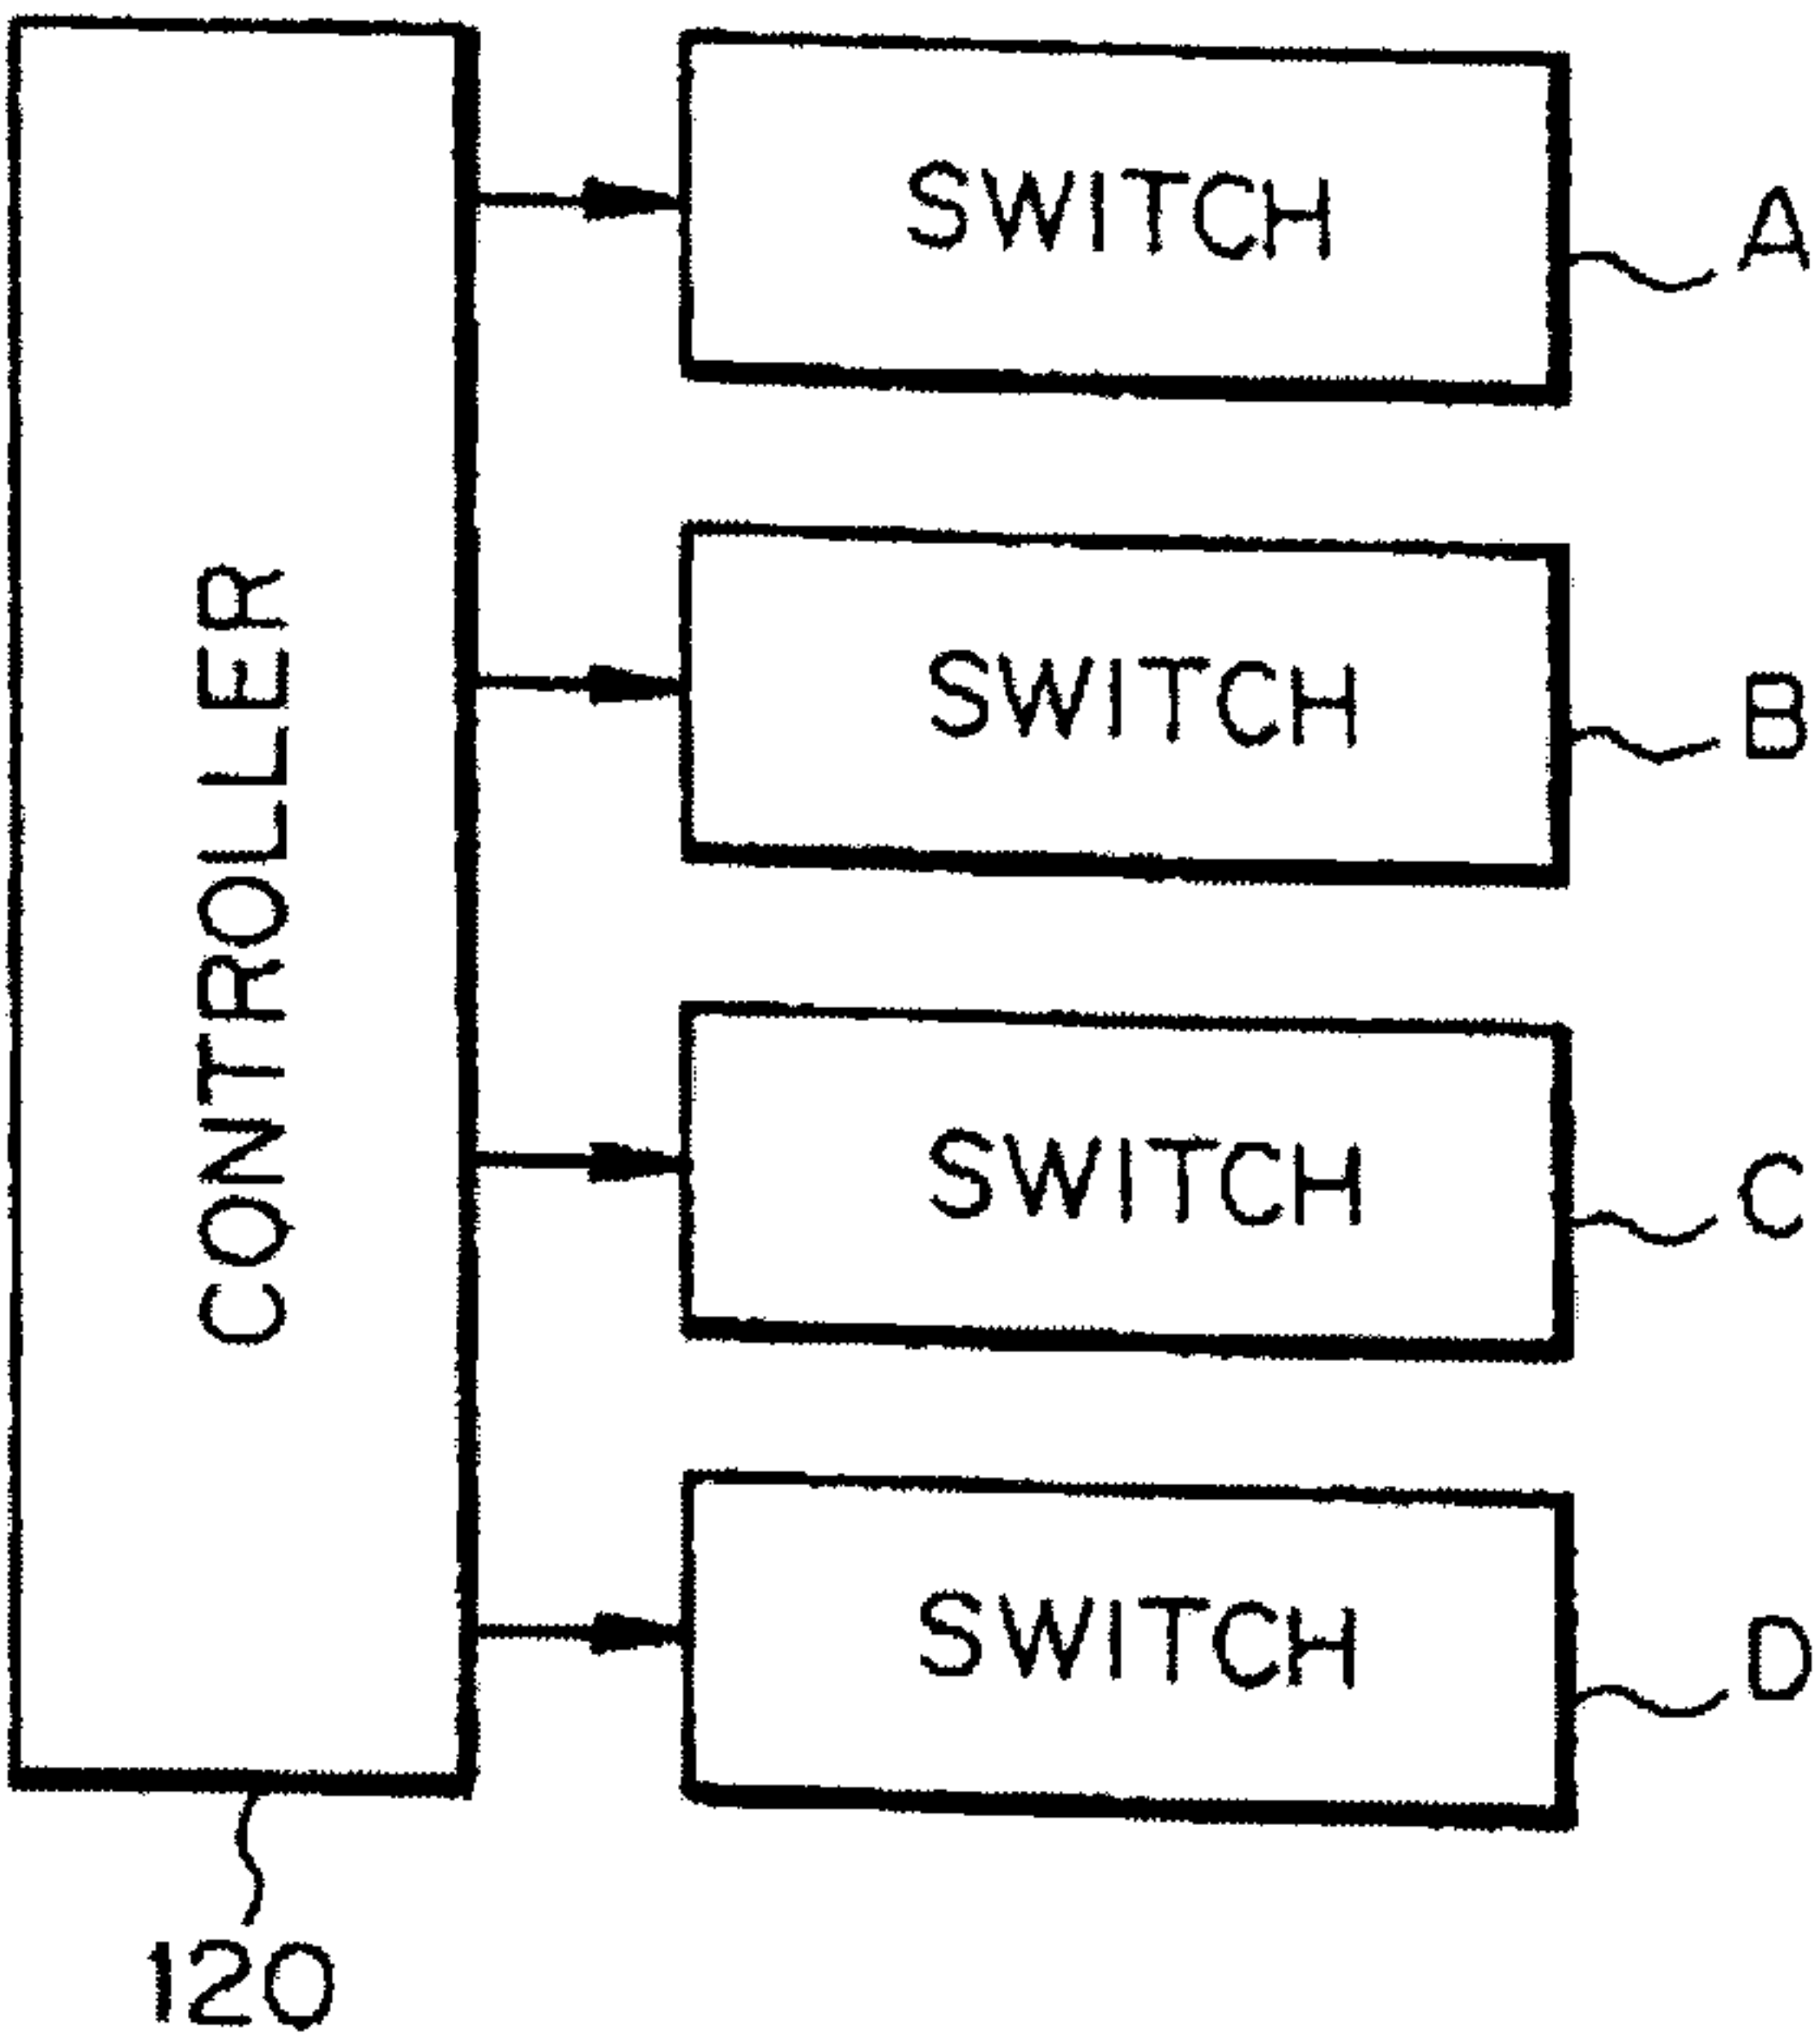 SWITCH
A
CONTROLLER
SWITCH
B
SWITCH
C
SWITCH
D
120